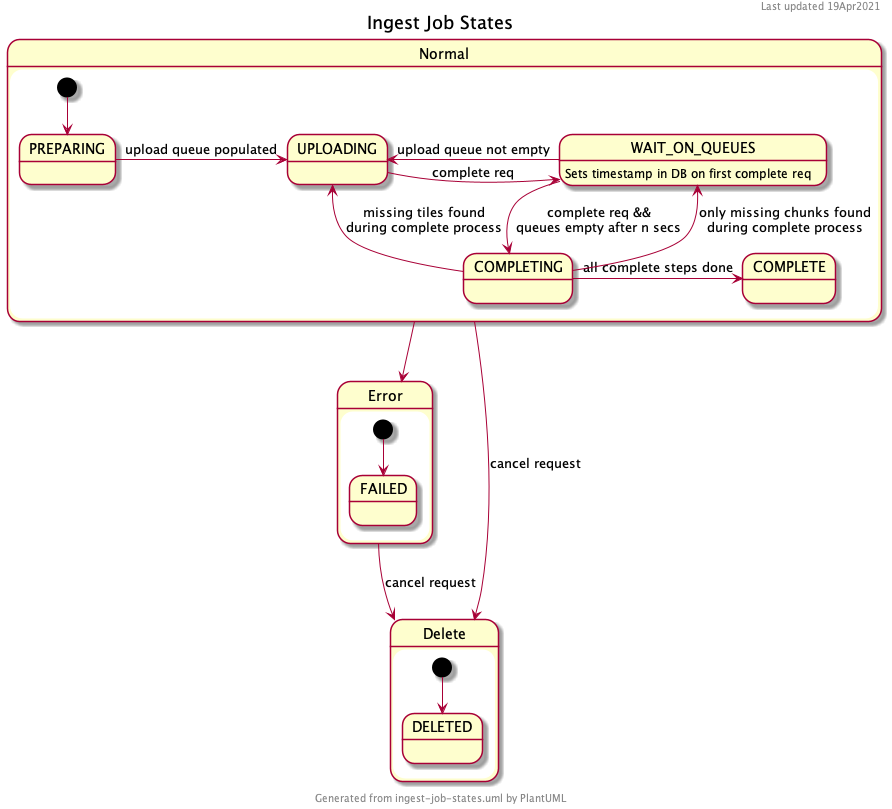 Last updated 19Apr2021
Ingest Job States
Normal
PREPARING
upload queue populated
UPLOADING
upload queue not empty
complete req
WAIT_ON_QUEUES
Sets timestamp in DB on first complete req
missing tiles found
during complete process
complete req &&
queues empty after n secs
only missing chunks found
during complete process
COMPLETING
all complete steps done
COMPLETE
Error
FAILED
cancel request
cancel request
Delete
DELETED
Generated from ingest-job-states.uml by PlantUML